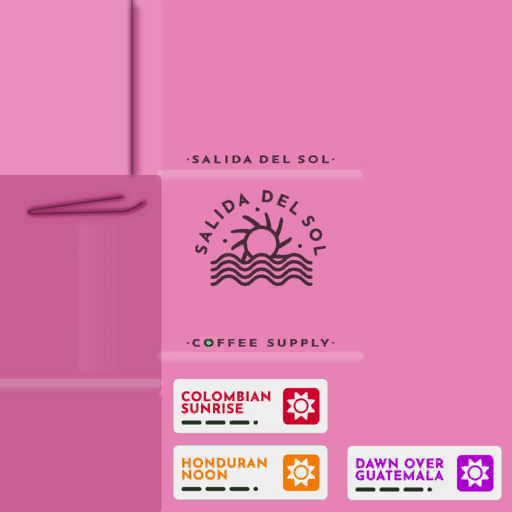 ·SALIDA DEL SOL·
SALIDA DEL SOL
·COFFEE SUPPLY·
COLOMBIAN
SUNRISE
HONDURAN
NOON
DAWN OVER
GUATEMALA